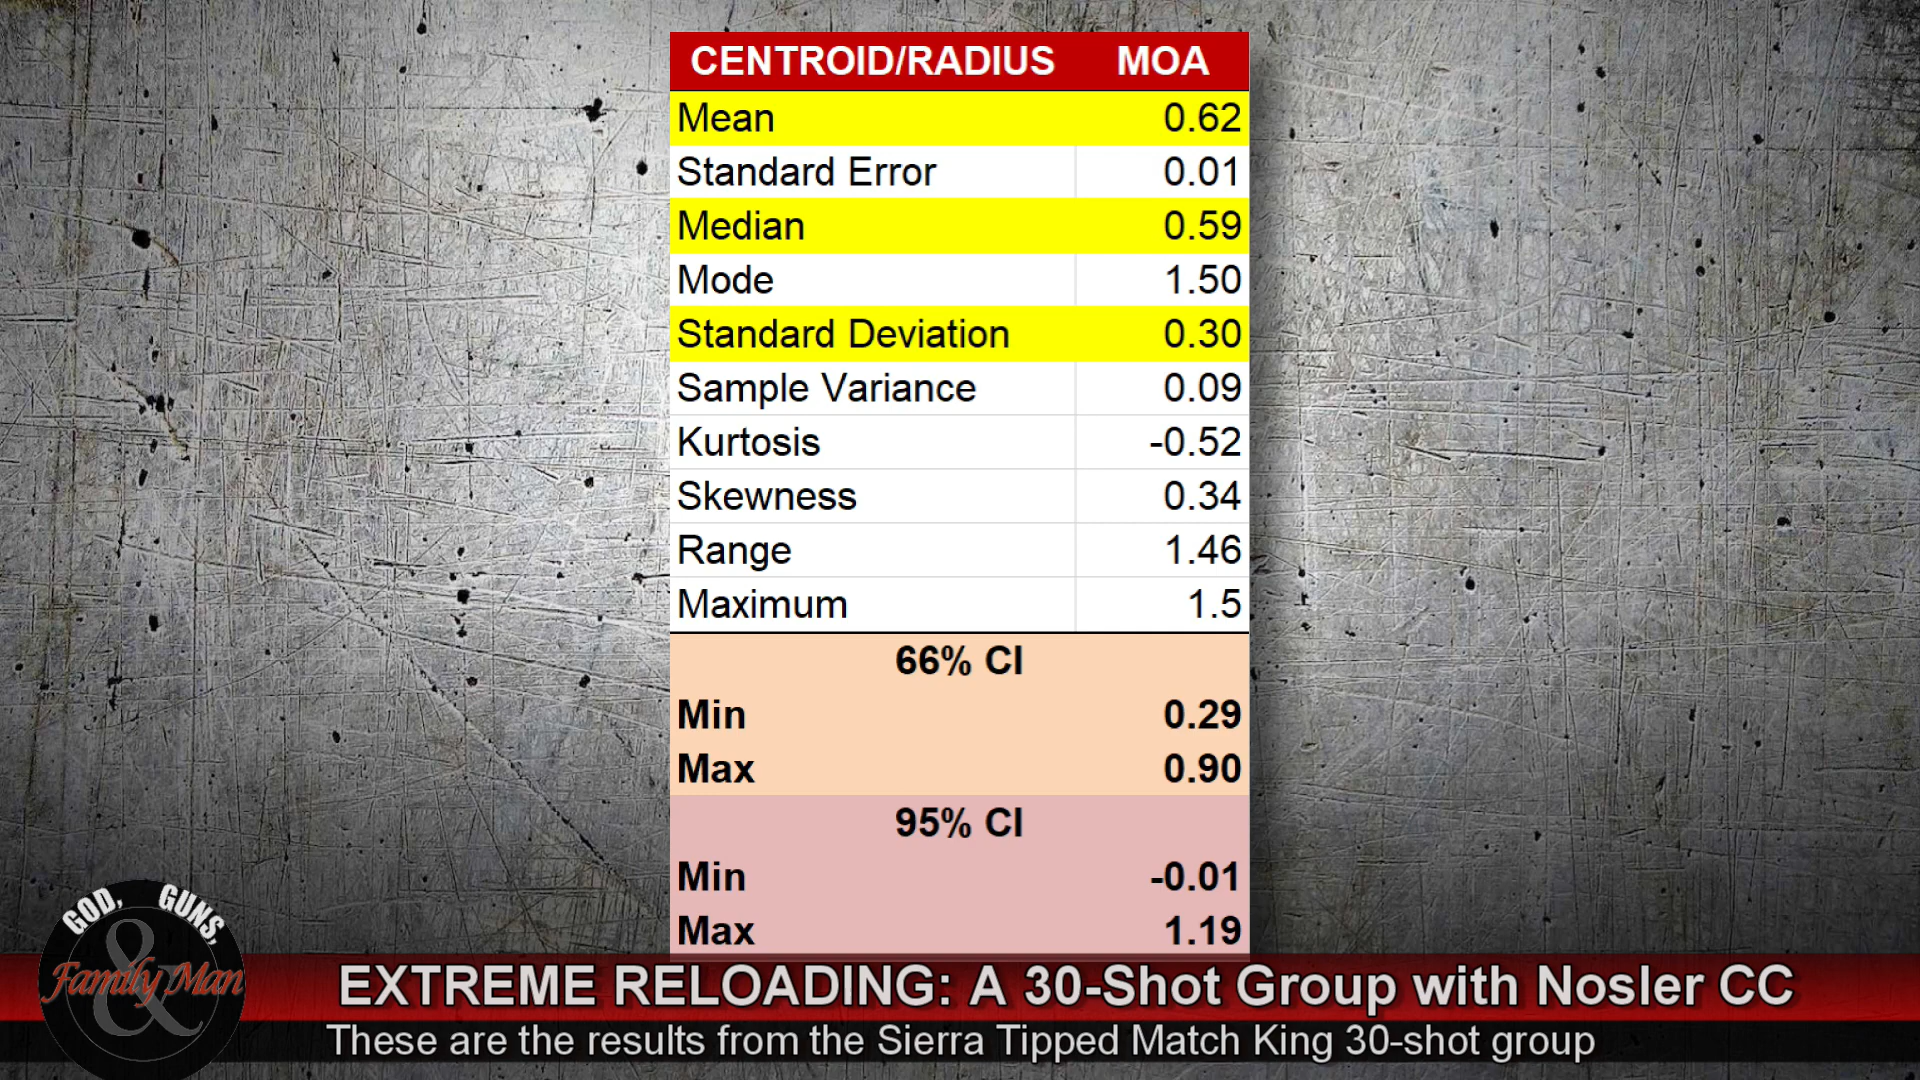 CENTROID/RADIUS MOA
Mean 0.62
Standard Error 0.01
Median 0.59
Mode 1.50
Standard Deviation 0.30
Sample Variance 0.09
Kurtosis -0.52
Skewness 0.34
Range 1.46
Maximum 1.5
66% CI
Min 0.29
Max 0.90
95% CI
Min -0.01
Max 1.19
GOD, GUNS,
&
Family Man
EXTREME RELOADING: A 30-Shot Group with Nosler CC
These are the results from the Sierra Tipped Match King 30-shot group